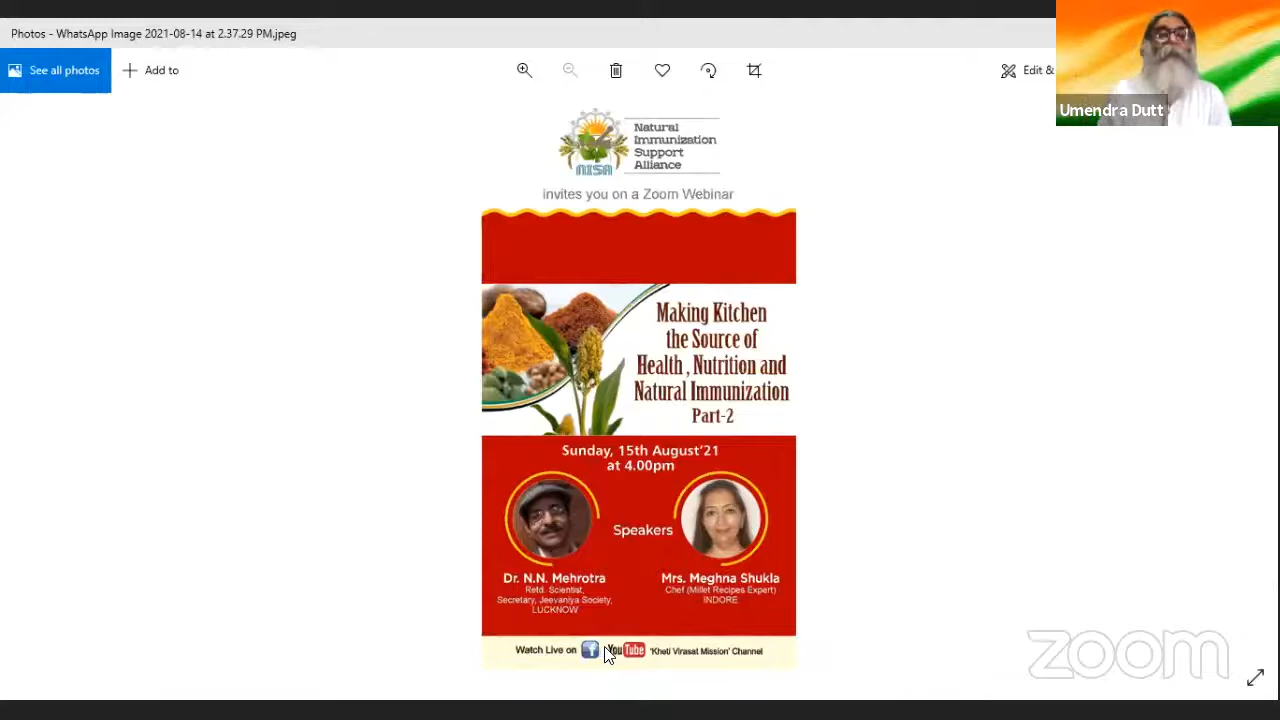 Photos - WhatsApp Image 2021-08-14 at 2.37.29 PM.jpeg
See all photos
Add to
Edit &
Umendra Dutt
NISA
Natural
Immunization
Support
Alliance
invites you on a Zoom Webinar
Making Kitchen
the Source of
Health , Nutrition and
Natural Immunization
Part-2
Sunday, 15th August'21
at 4.00pm
Speakers
Dr. N.N. Mehrotra
Retd. Scientist,
Secretary, Jeevaniya Society,
LUCKNOW
Mrs. Meghna Shukla
Chef (Millet Recipes Expert)
INDORE
Watch Live on f YouTube 'Kheti Virasat Mission' Channel
zoom